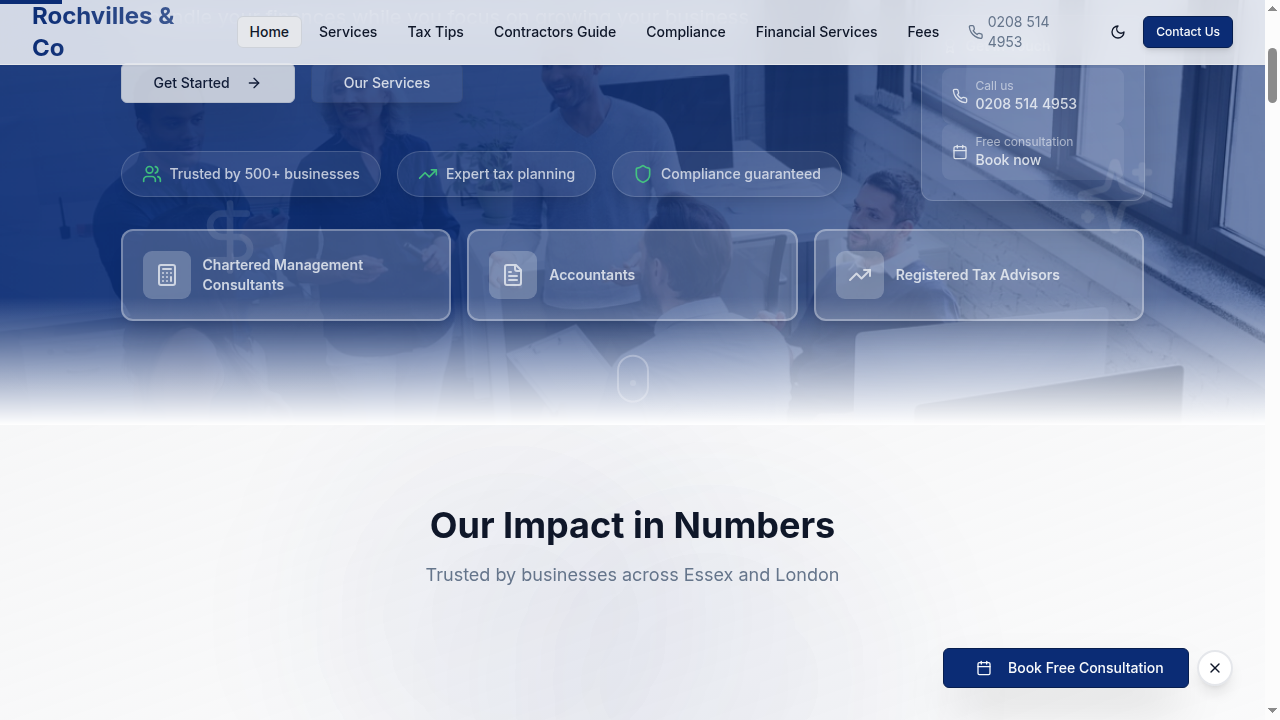 Rochvilles &
Co
Home
Services
Tax Tips
Contractors Guide
Compliance
Financial Services
Fees
0208 514
4953
Contact Us
Get Started
Our Services
Call us
0208 514 4953
Free consultation
Book now
Trusted by 500+ businesses
Expert tax planning
Compliance guaranteed
Chartered Management
Consultants
Accountants
Registered Tax Advisors
Our Impact in Numbers
Trusted by businesses across Essex and London
Book Free Consultation